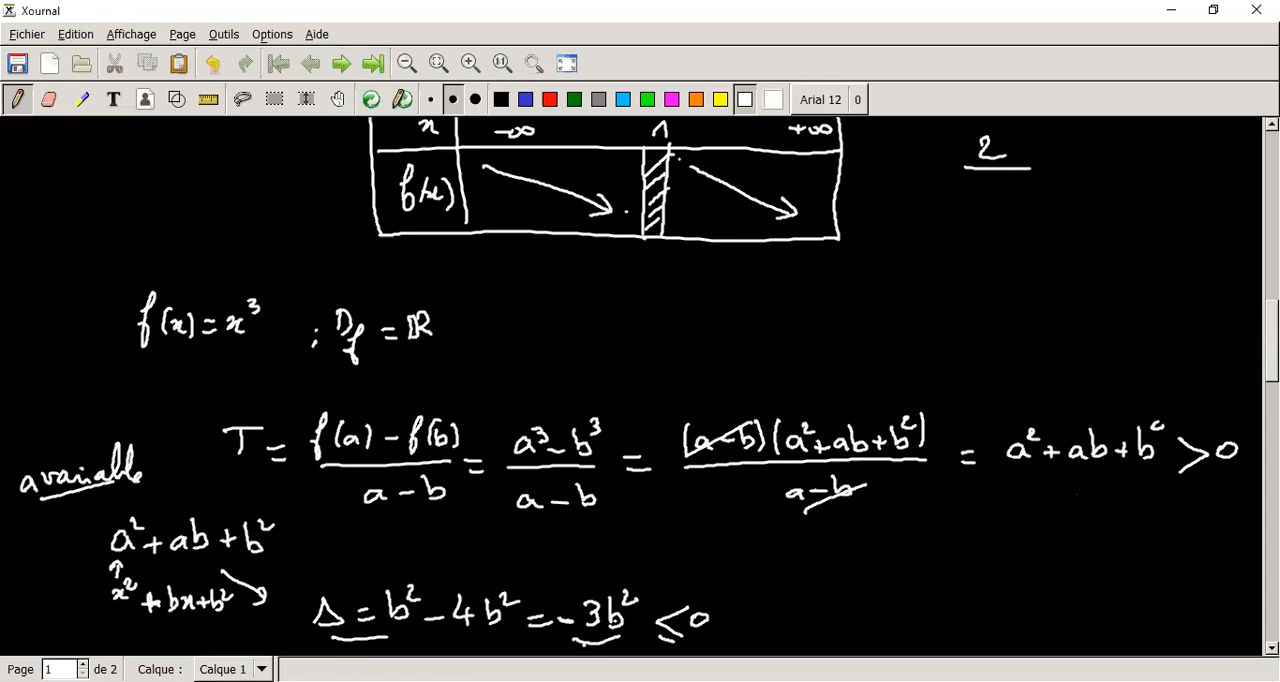 Xournal
Fichier Edition Affichage Page Outils Options Aide
Arial 12 0
x -∞ 1 +∞
2
f(x)
f(x) = x³ ; D_f = ℝ
T = (f(a) - f(b))/(a - b) = (a³ - b³)/(a - b) = ((a-b)(a² + ab + b²))/(a-b) = a² + ab + b² > 0
a variable
a² + ab + b²
x² + bx + b²
Δ = b² - 4b² = -3b² ≤ 0
Page 1 de 2 Calque : Calque 1